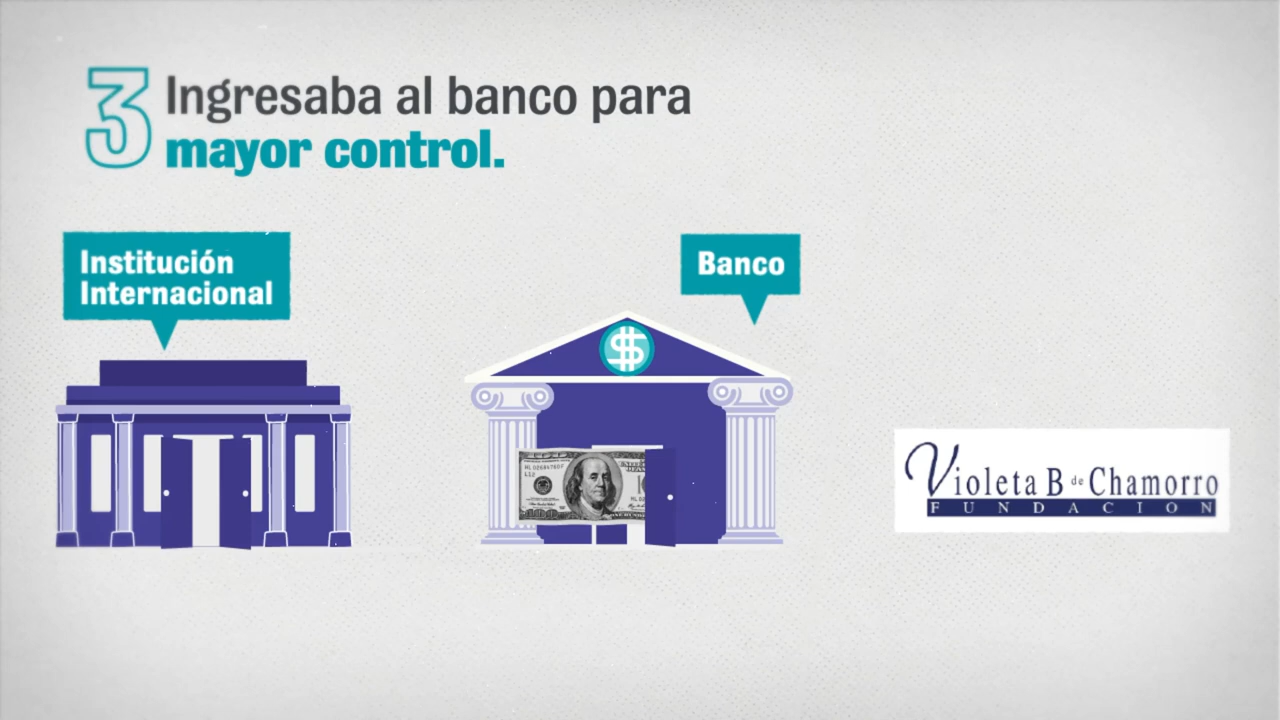 3 Ingresaba al banco para
mayor control.
Institución
Internacional
Banco
$
Violeta B de Chamorro
FUNDACION